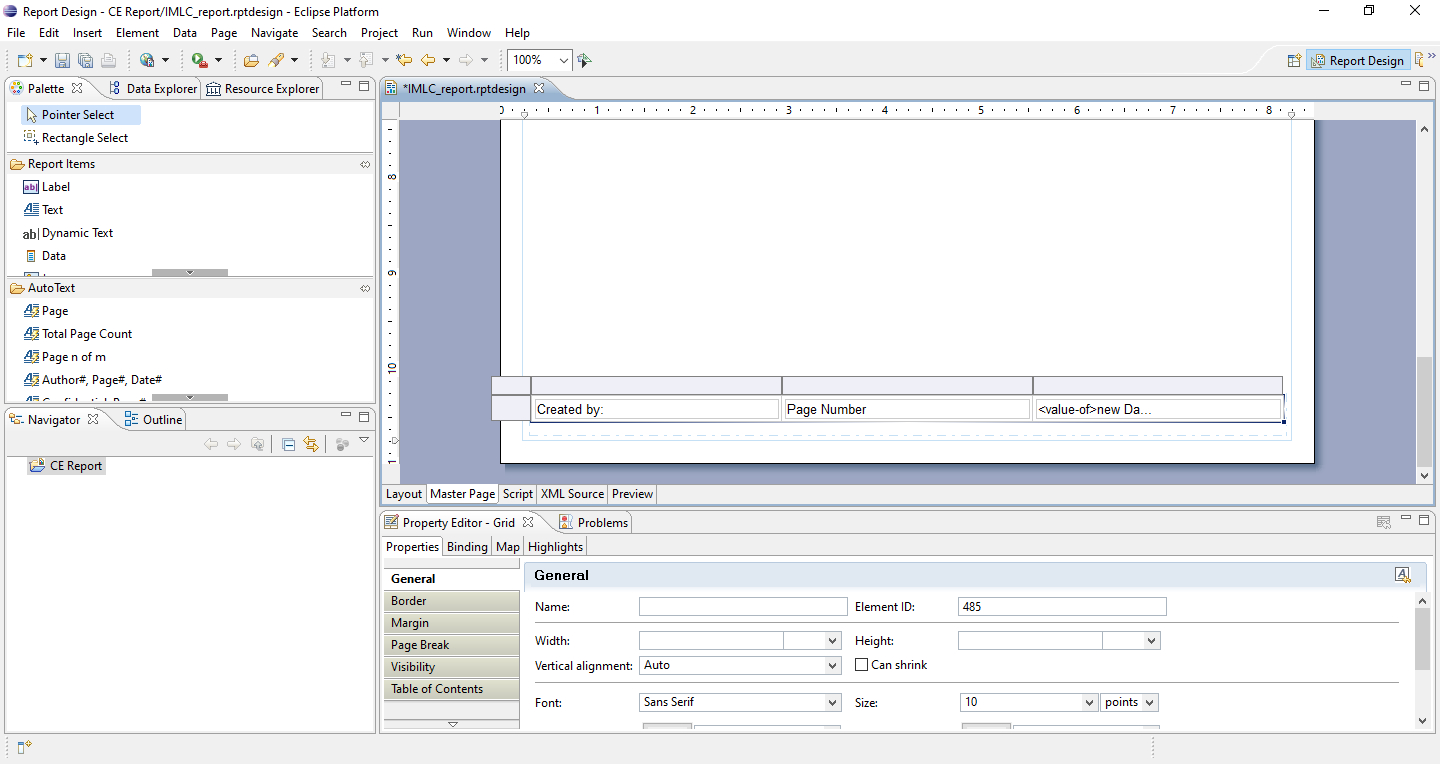 Report Design - CE Report/IMLC_report.rptdesign - Eclipse Platform
File Edit Insert Element Data Page Navigate Search Project Run Window Help
100%
Report Design
Palette Data Explorer Resource Explorer
Pointer Select
Rectangle Select
Report Items
Label
Text
Dynamic Text
Data
AutoText
Page
Total Page Count
Page n of m
Author#, Page#, Date#
Navigator Outline
CE Report
*IMLC_report.rptdesign
0 1 2 3 4 5 6 7 8
8
9
10
Created by: Page Number <value-of>new Da...
Layout Master Page Script XML Source Preview
Property Editor - Grid Problems
Properties Binding Map Highlights
General
Border
Margin
Page Break
Visibility
Table of Contents
General
Name: Element ID: 485
Width: Height:
Vertical alignment: Auto Can shrink
Font: Sans Serif Size: 10 points